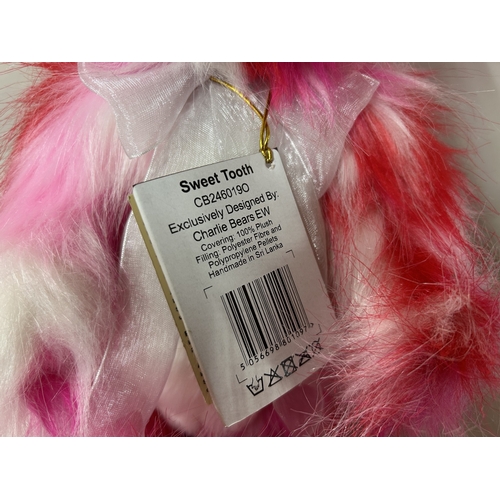 Sweet Tooth
CB246019O
Exclusively Designed By:
Charlie Bears EW
Covering: 100% Plush
Filling: Polyester Fibre and
Polypropylene Pellets
Handmade in Sri Lanka